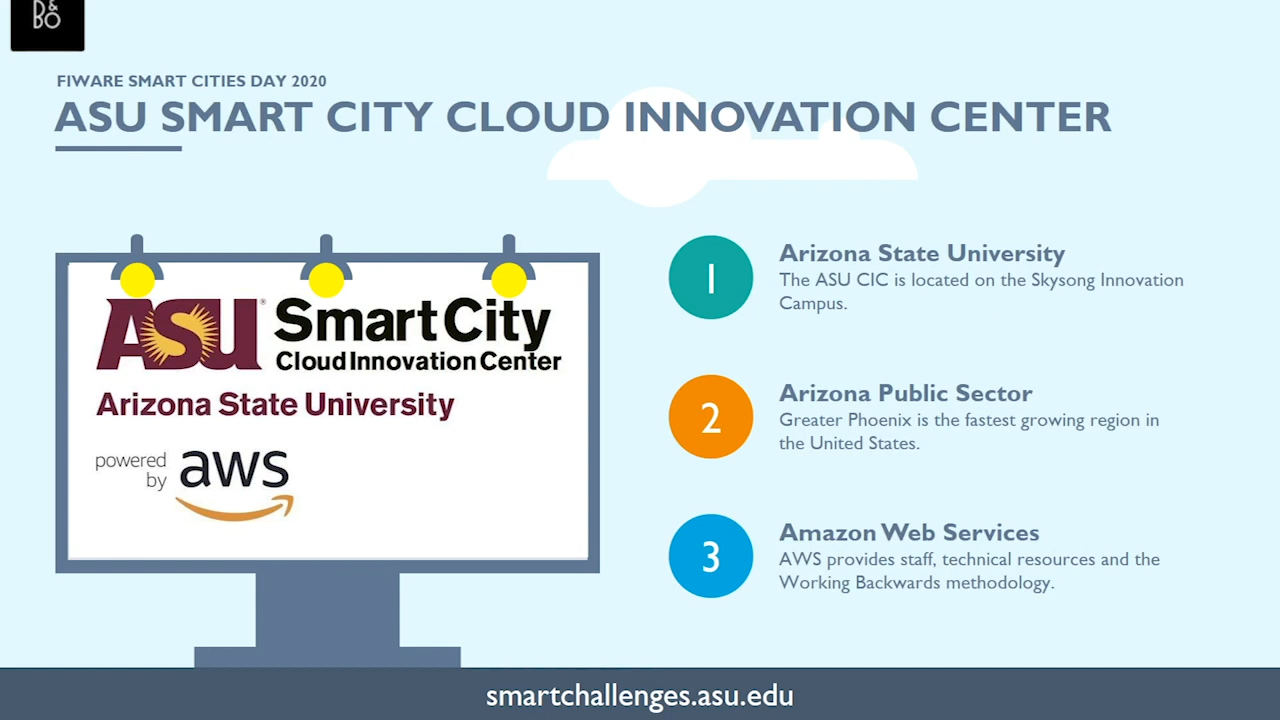 B&
BO
FIWARE SMART CITIES DAY 2020
ASU SMART CITY CLOUD INNOVATION CENTER
ASU® Smart City
Cloud Innovation Center
Arizona State University
powered
by
aws
1
Arizona State University
The ASU CIC is located on the Skysong Innovation
Campus.
2
Arizona Public Sector
Greater Phoenix is the fastest growing region in
the United States.
3
Amazon Web Services
AWS provides staff, technical resources and the
Working Backwards methodology.
smartchallenges.asu.edu